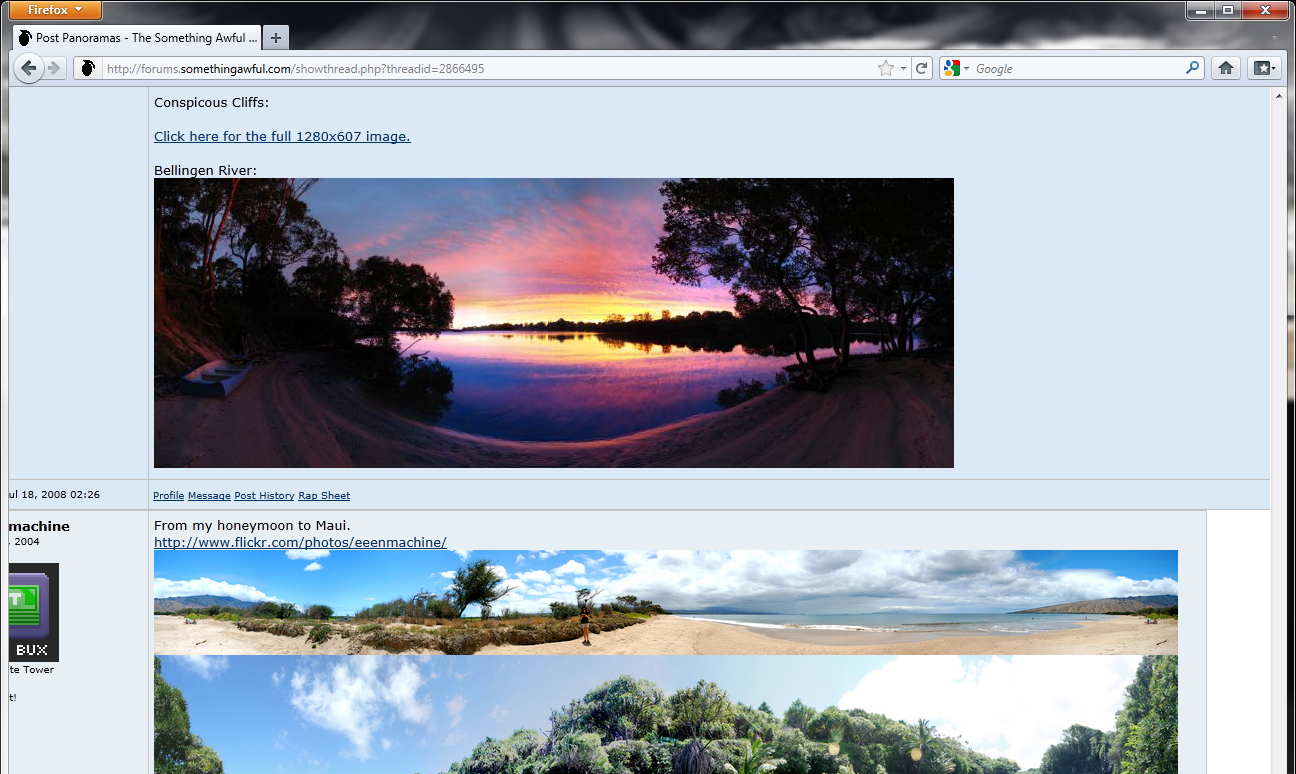 Firefox
Post Panoramas - The Something Awful ...
http://forums.somethingawful.com/showthread.php?threadid=2866495
Google
Conspicous Cliffs:
Click here for the full 1280x607 image.
Bellingen River:
ul 18, 2008 02:26
Profile Message Post History Rap Sheet
machine
, 2004
T
BUX
te Tower
t!
From my honeymoon to Maui.
http://www.flickr.com/photos/eeenmachine/